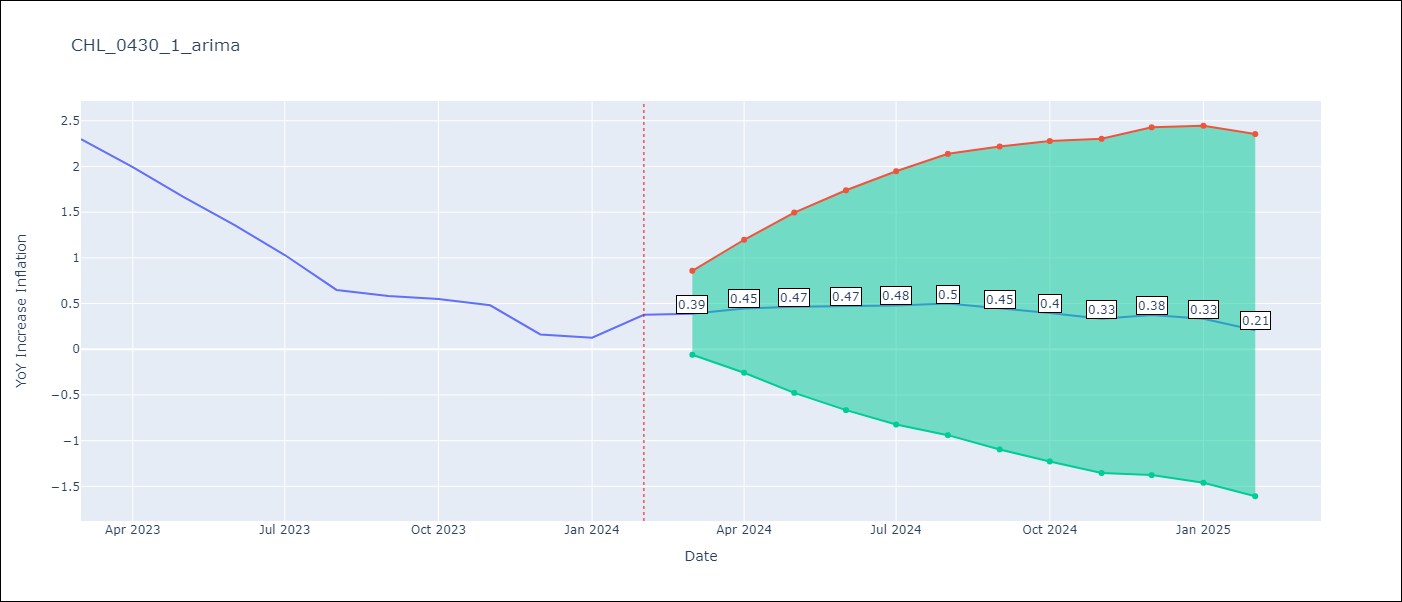 CHL_0430_1_arima
YoY Increase Inflation
2.5
2
1.5
1
0.5
0
−0.5
−1
−1.5
0.39
0.45
0.47
0.47
0.48
0.5
0.45
0.4
0.33
0.38
0.33
0.21
Apr 2023
Jul 2023
Oct 2023
Jan 2024
Apr 2024
Jul 2024
Oct 2024
Jan 2025
Date